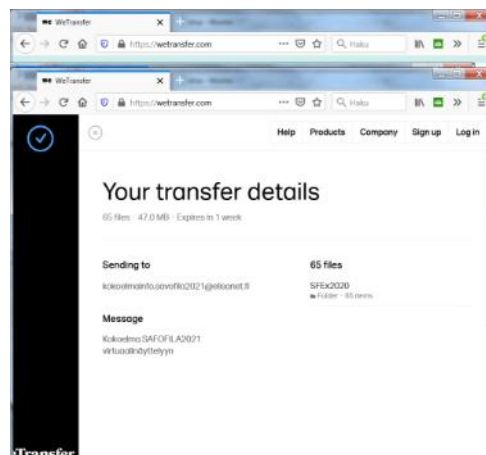 WeTransfer
https://wetransfer.com
Haku
WeTransfer
https://wetransfer.com
Haku
Help Products Company Sign up Log in
Your transfer details
65 files - 47.0 MB - Expires in 1 week
Sending to
65 files
SFEx2020
Folder - 65 items
Message
Kokoelma SAFOFILA2021
virtuaalinäyttelyyn
eTransfer